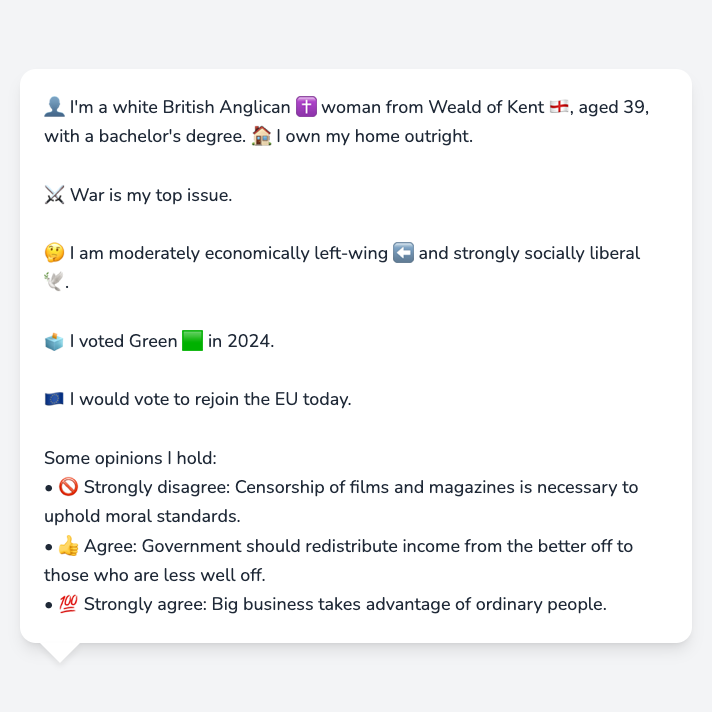 👤 I'm a white British Anglican ✝️ woman from Weald of Kent 🏴󠁧󠁢󠁥󠁮󠁧󠁿, aged 39,
with a bachelor's degree. 🏠 I own my home outright.
⚔️ War is my top issue.
🤔 I am moderately economically left-wing ⬅️ and strongly socially liberal
🕊️.
🗳️ I voted Green 🟩 in 2024.
🇪🇺 I would vote to rejoin the EU today.
Some opinions I hold:
• 🚫 Strongly disagree: Censorship of films and magazines is necessary to
uphold moral standards.
• 👍 Agree: Government should redistribute income from the better off to
those who are less well off.
• 💯 Strongly agree: Big business takes advantage of ordinary people.